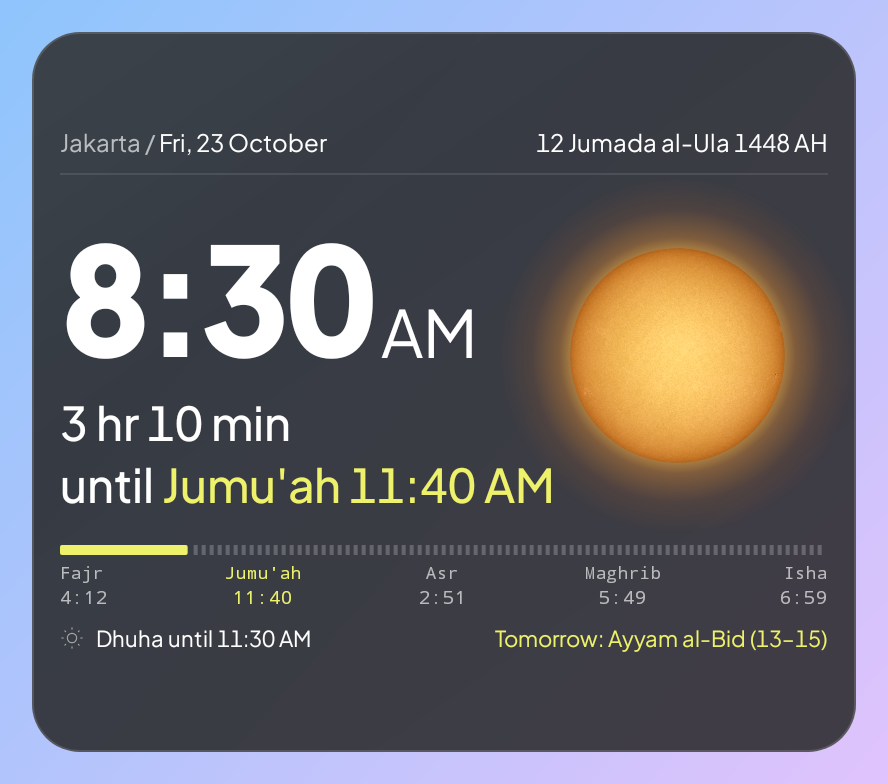 Jakarta / Fri, 23 October
12 Jumada al-Ula 1448 AH
8:30 AM
3 hr 10 min
until Jumu'ah 11:40 AM
Fajr Jumu'ah Asr Maghrib Isha
4:12 11:40 2:51 5:49 6:59
Dhuha until 11:30 AM
Tomorrow: Ayyam al-Bid (13–15)